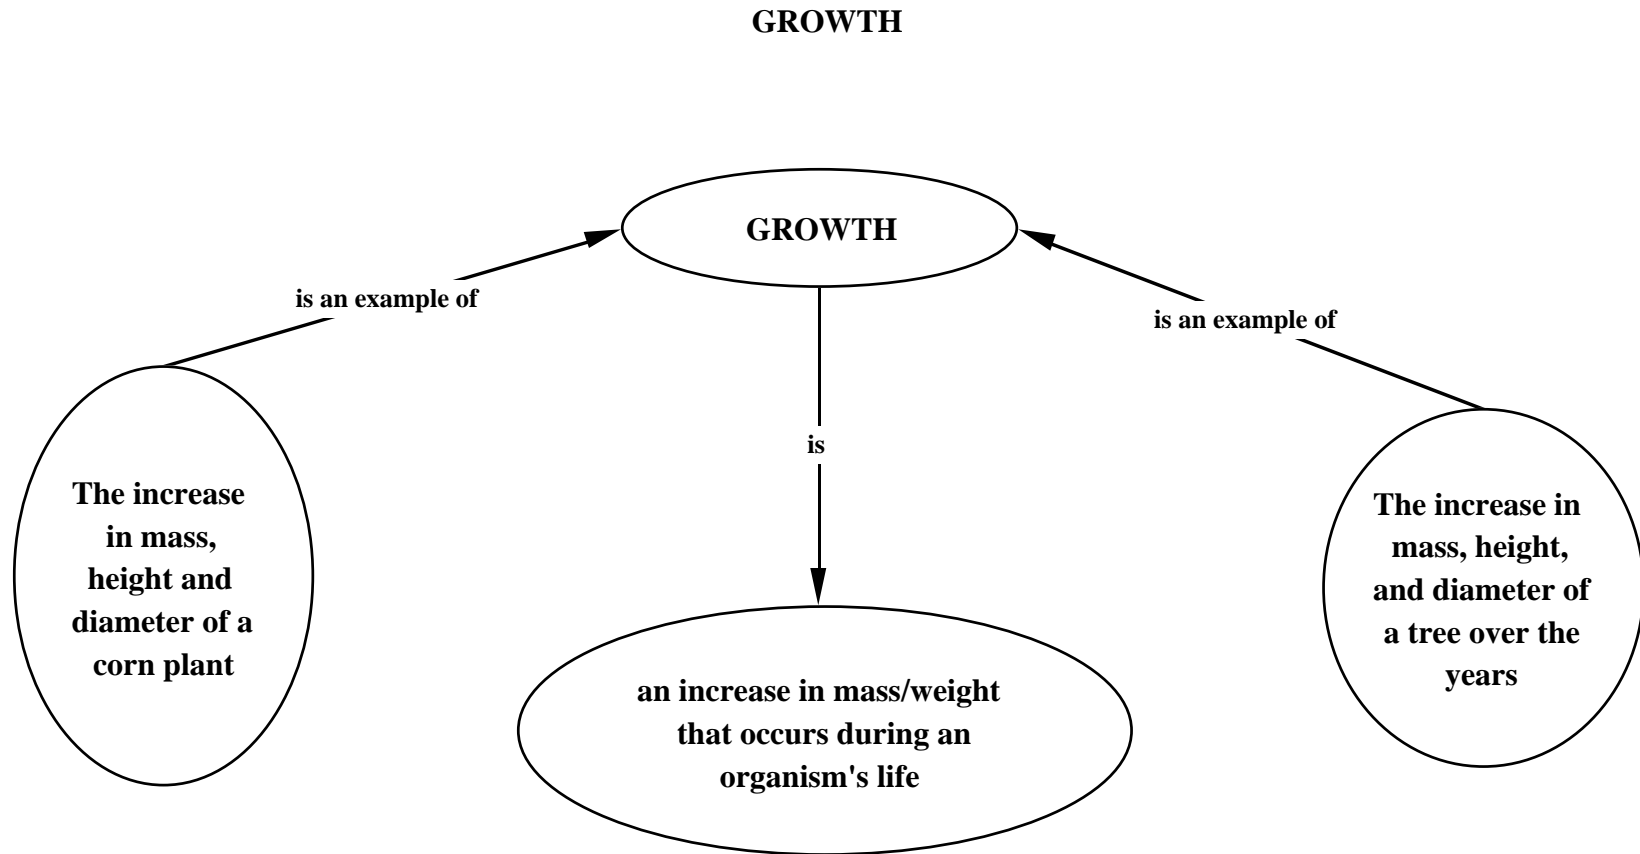 GROWTH
GROWTH
is an example of
is an example of
is
The increase
in mass,
height and
diameter of a
corn plant
an increase in mass/weight
that occurs during an
organism's life
The increase in
mass, height,
and diameter of
a tree over the
years